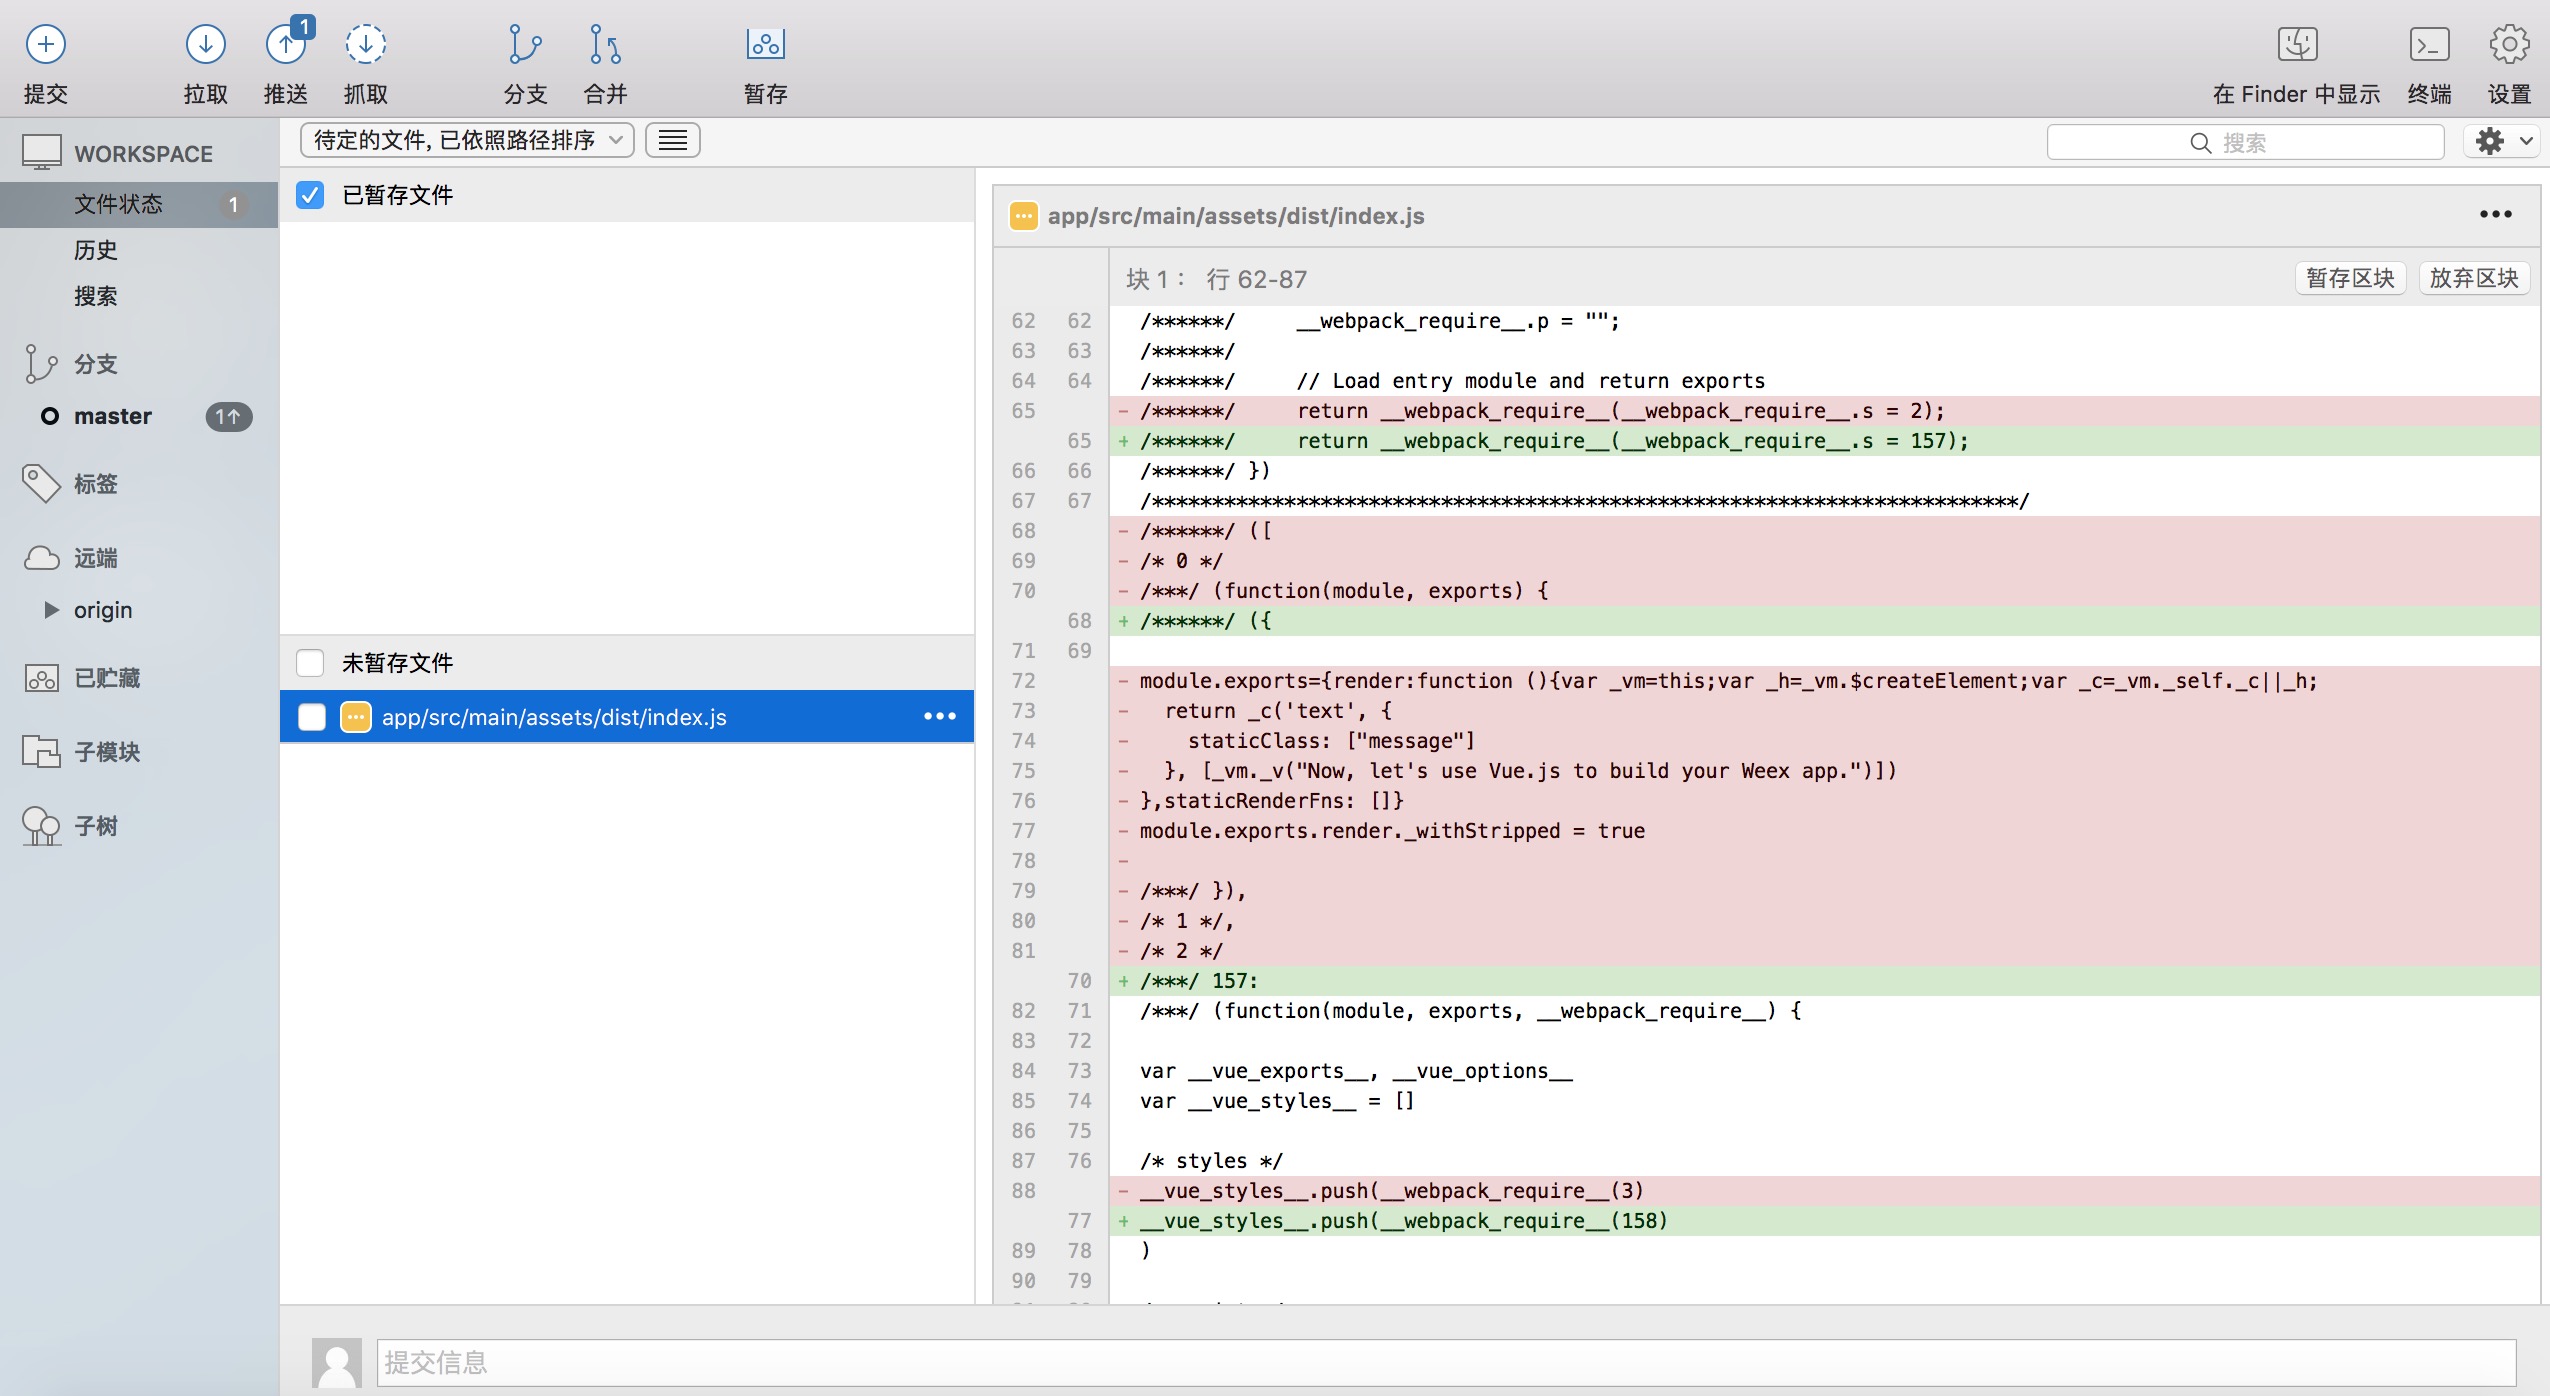 1
提交 拉取 推送 抓取 分支 合并 暂存 在 Finder 中显示 终端 设置
WORKSPACE
文件状态 1
历史
搜索
分支
master 1↑
标签
远端
origin
已贮藏
子模块
子树
待定的文件, 已依照路径排序
搜索
已暂存文件
未暂存文件
app/src/main/assets/dist/index.js
app/src/main/assets/dist/index.js
块 1： 行 62-87 暂存区块 放弃区块
62 62 /******/     __webpack_require__.p = "";
63 63 /******/
64 64 /******/     // Load entry module and return exports
65 - /******/     return __webpack_require__(__webpack_require__.s = 2);
65 + /******/     return __webpack_require__(__webpack_require__.s = 157);
66 66 /******/ })
67 67 /************************************************************************/
68 - /******/ ([
69 - /* 0 */
70 - /***/ (function(module, exports) {
68 + /******/ ({
71 69
72 - module.exports={render:function (){var _vm=this;var _h=_vm.$createElement;var _c=_vm._self._c||_h;
73 -   return _c('text', {
74 -     staticClass: ["message"]
75 -   }, [_vm._v("Now, let's use Vue.js to build your Weex app.")])
76 - },staticRenderFns: []}
77 - module.exports.render._withStripped = true
78 -
79 - /***/ }),
80 - /* 1 */,
81 - /* 2 */
70 + /***/ 157:
82 71 /***/ (function(module, exports, __webpack_require__) {
83 72
84 73 var __vue_exports__, __vue_options__
85 74 var __vue_styles__ = []
86 75
87 76 /* styles */
88 - __vue_styles__.push(__webpack_require__(3)
77 + __vue_styles__.push(__webpack_require__(158)
89 78 )
90 79
提交信息